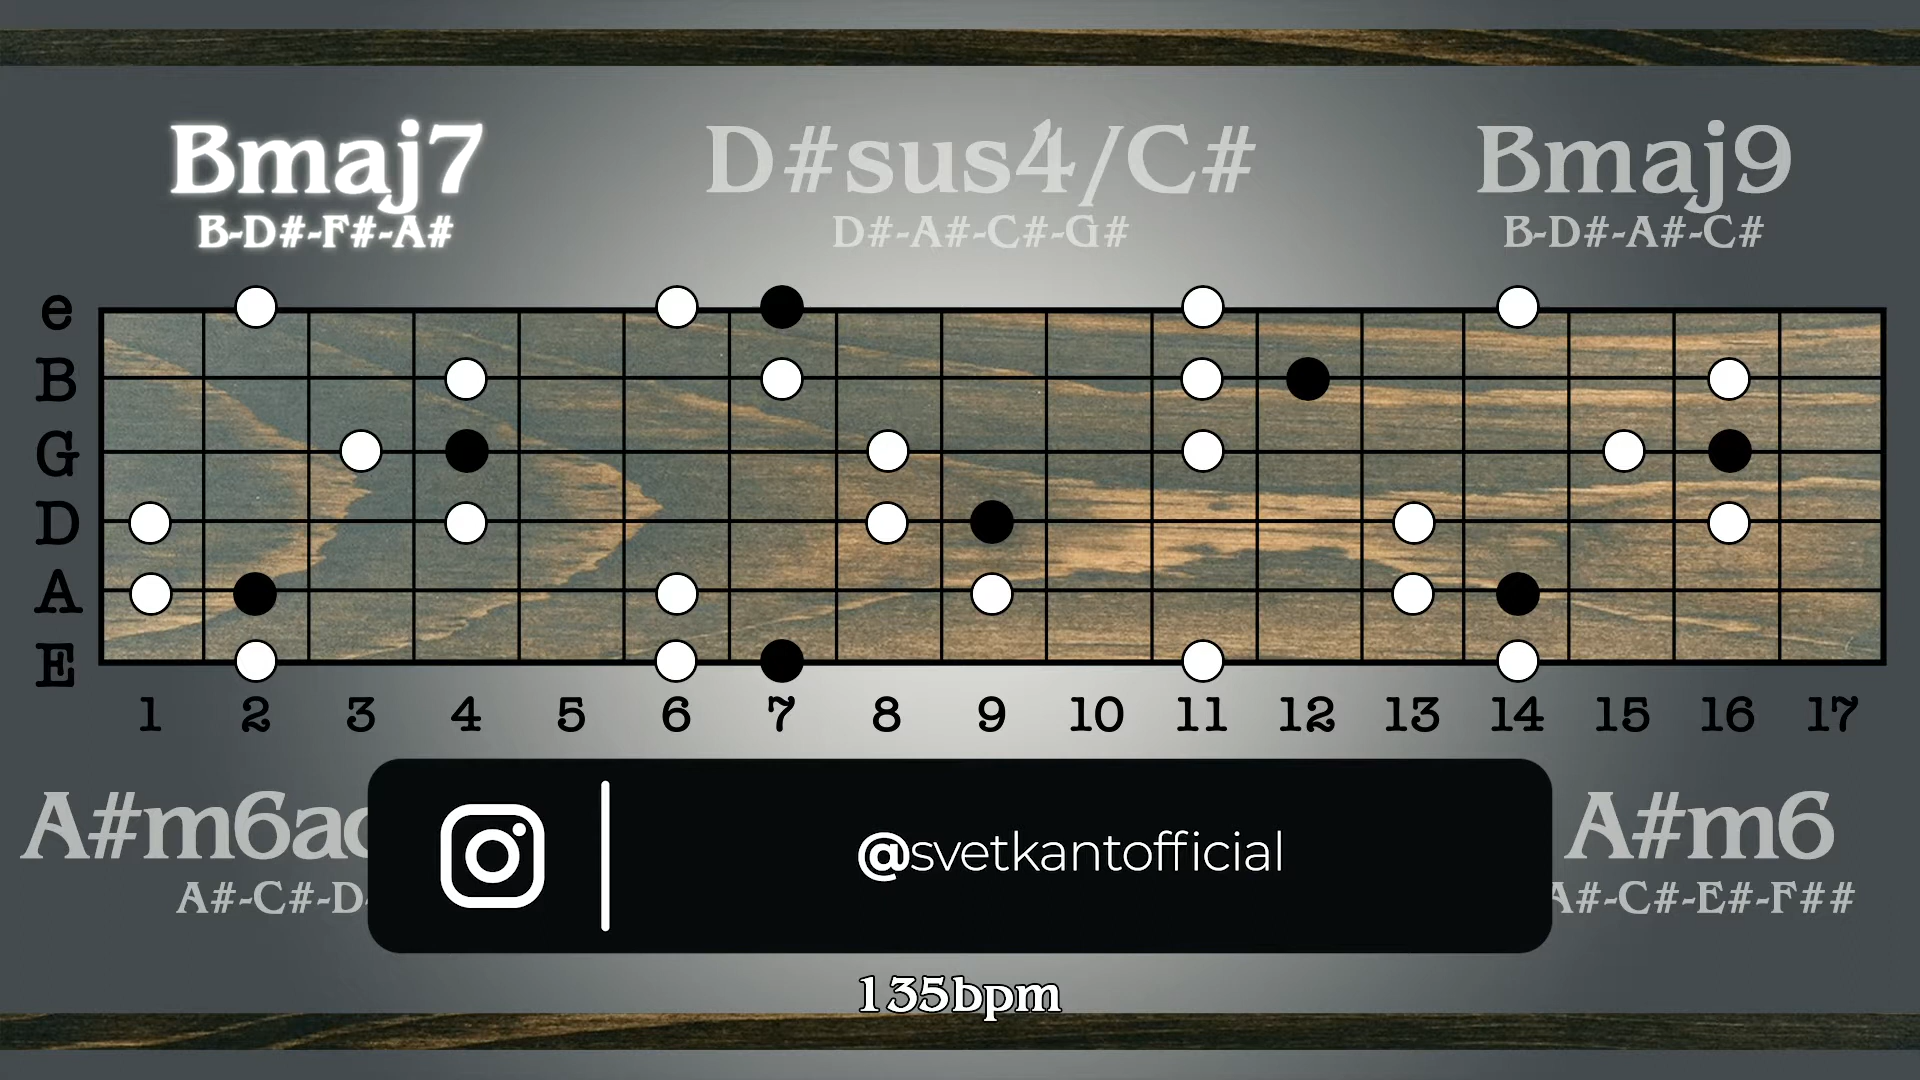 Bmaj7 D#sus4/C# Bmaj9
B-D#-F#-A# D#-A#-C#-G# B-D#-A#-C#
e
B
G
D
A
E
1 2 3 4 5 6 7 8 9 10 11 12 13 14 15 16 17
A#m6
A#-C#-D A#-C#-E#-F##
@svetkantofficial
135bpm